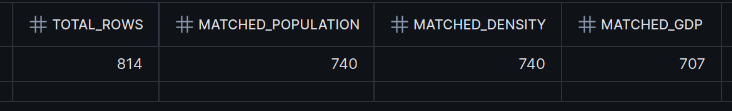 # TOTAL_ROWS # MATCHED_POPULATION # MATCHED_DENSITY # MATCHED_GDP
814 740 740 707